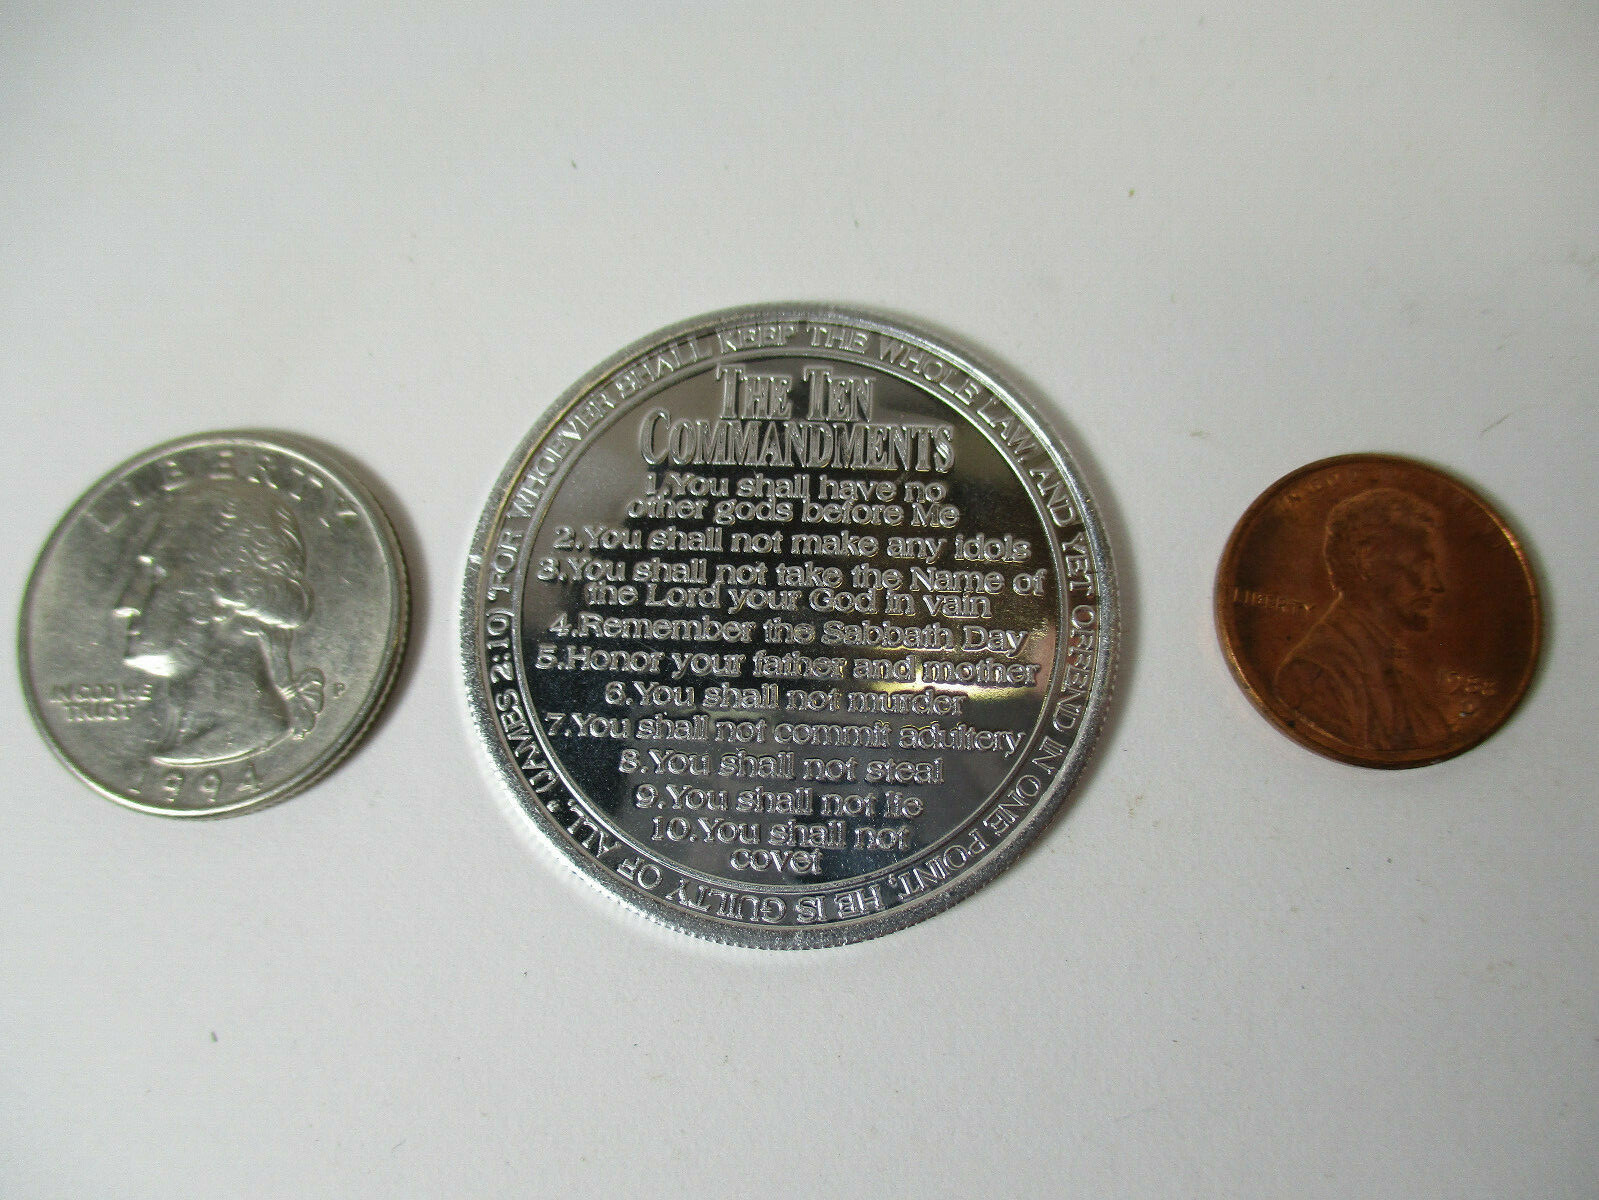 LIBERTY
IN GOD WE
TRUST
P
1994
(JAMES 2:10) "FOR WHOEVER SHALL KEEP THE WHOLE LAW, AND YET OFFEND IN ONE POINT, HE IS GUILTY OF ALL."
THE TEN
COMMANDMENTS
1.You shall have no
other gods before Me
2.You shall not make any idols
3.You shall not take the Name of
the Lord your God in vain
4.Remember the Sabbath Day
5.Honor your father and mother
6.You shall not murder
7.You shall not commit adultery
8.You shall not steal
9.You shall not lie
10.You shall not
covet
LIBERTY